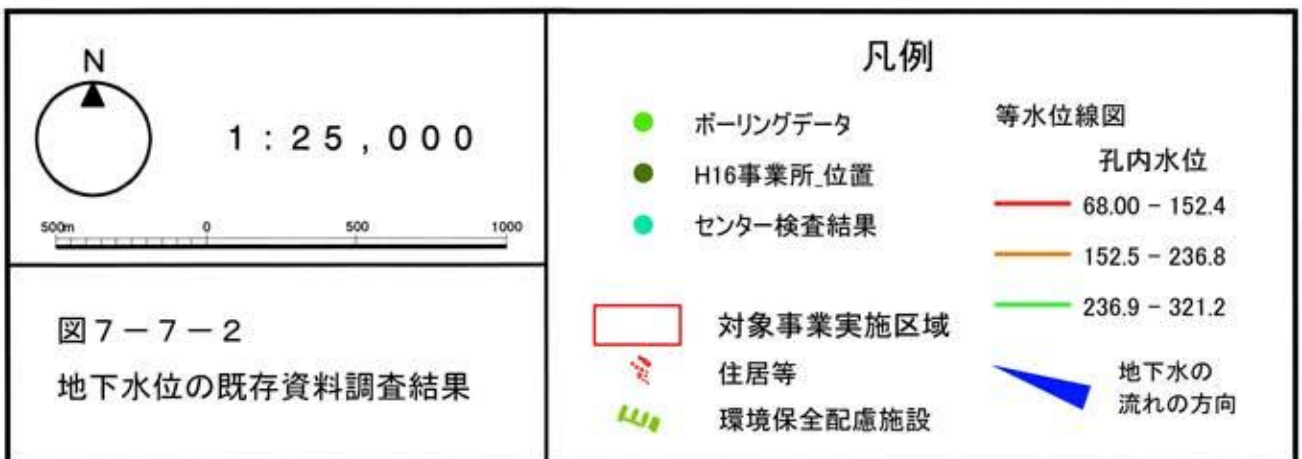 N
1:25,000
500m 0 500 1000
図7-7-2
地下水位の既存資料調査結果
凡例
ボーリングデータ
H16事業所_位置
センター検査結果
対象事業実施区域
住居等
環境保全配慮施設
等水位線図
孔内水位
68.00 - 152.4
152.5 - 236.8
236.9 - 321.2
地下水の
流れの方向